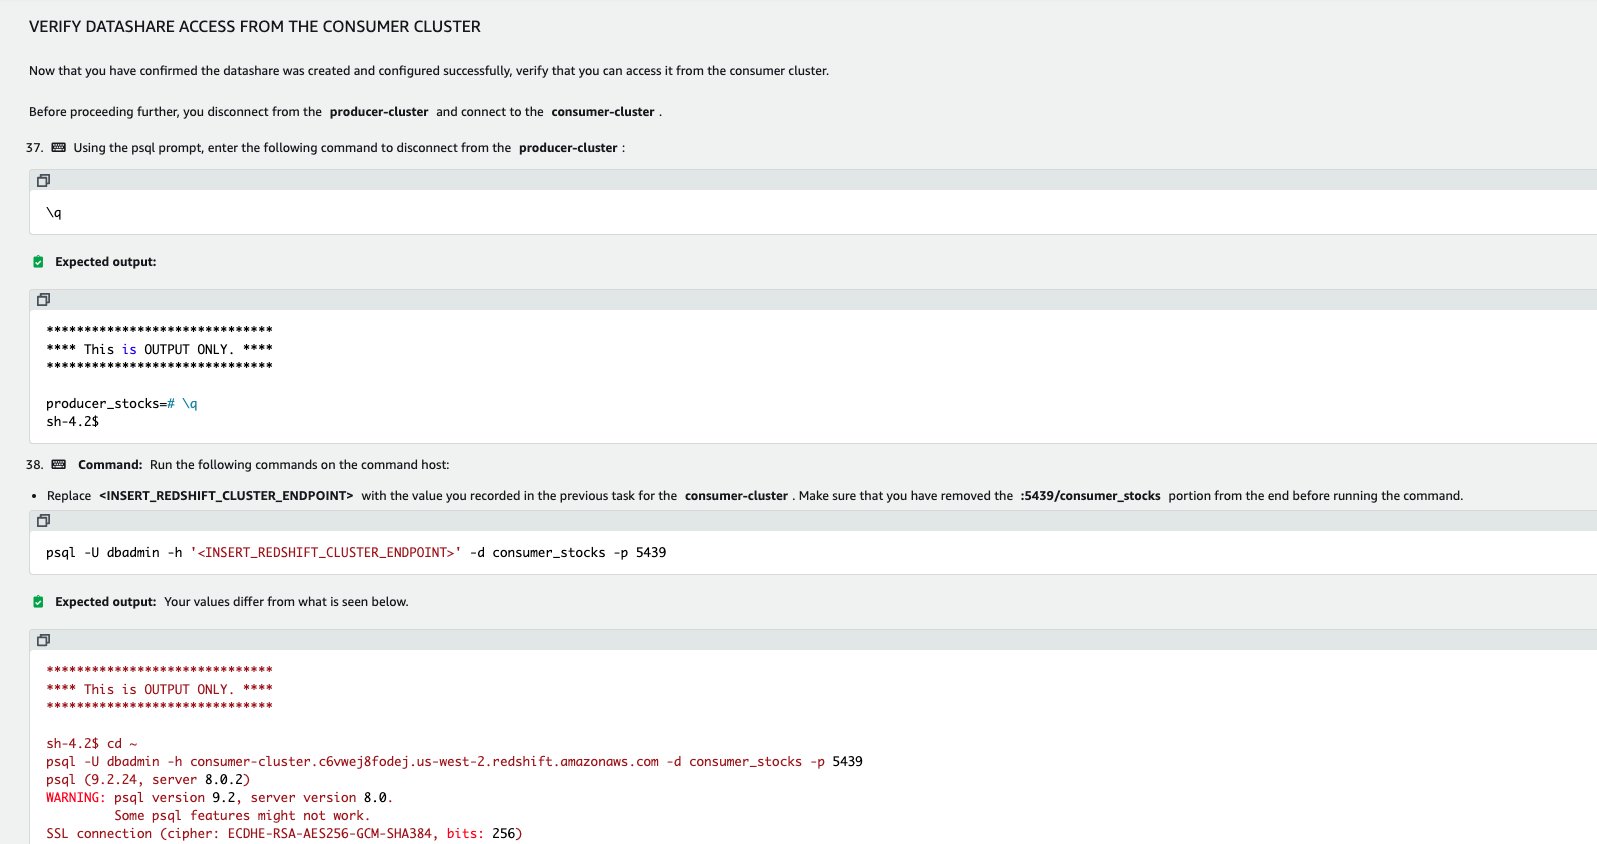 VERIFY DATASHARE ACCESS FROM THE CONSUMER CLUSTER
Now that you have confirmed the datashare was created and configured successfully, verify that you can access it from the consumer cluster.
Before proceeding further, you disconnect from the producer-cluster and connect to the consumer-cluster .
37. Using the psql prompt, enter the following command to disconnect from the producer-cluster :
\q
Expected output:
******************************
**** This is OUTPUT ONLY. ****
******************************
producer_stocks=# \q
sh-4.2$
38. Command: Run the following commands on the command host:
• Replace <INSERT_REDSHIFT_CLUSTER_ENDPOINT> with the value you recorded in the previous task for the consumer-cluster . Make sure that you have removed the :5439/consumer_stocks portion from the end before running the command.
psql -U dbadmin -h '<INSERT_REDSHIFT_CLUSTER_ENDPOINT>' -d consumer_stocks -p 5439
Expected output: Your values differ from what is seen below.
******************************
**** This is OUTPUT ONLY. ****
******************************
sh-4.2$ cd ~
psql -U dbadmin -h consumer-cluster.c6vwej8fodej.us-west-2.redshift.amazonaws.com -d consumer_stocks -p 5439
psql (9.2.24, server 8.0.2)
WARNING: psql version 9.2, server version 8.0.
Some psql features might not work.
SSL connection (cipher: ECDHE-RSA-AES256-GCM-SHA384, bits: 256)